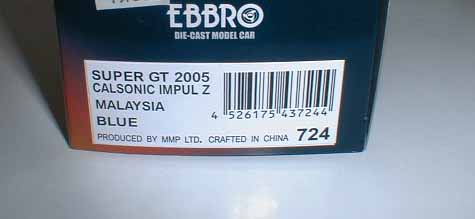 EBBRO
DIE-CAST MODEL CAR
SUPER GT 2005
CALSONIC IMPUL Z
MALAYSIA
BLUE
4 526175 437244
PRODUCED BY MMP LTD. CRAFTED IN CHINA 724